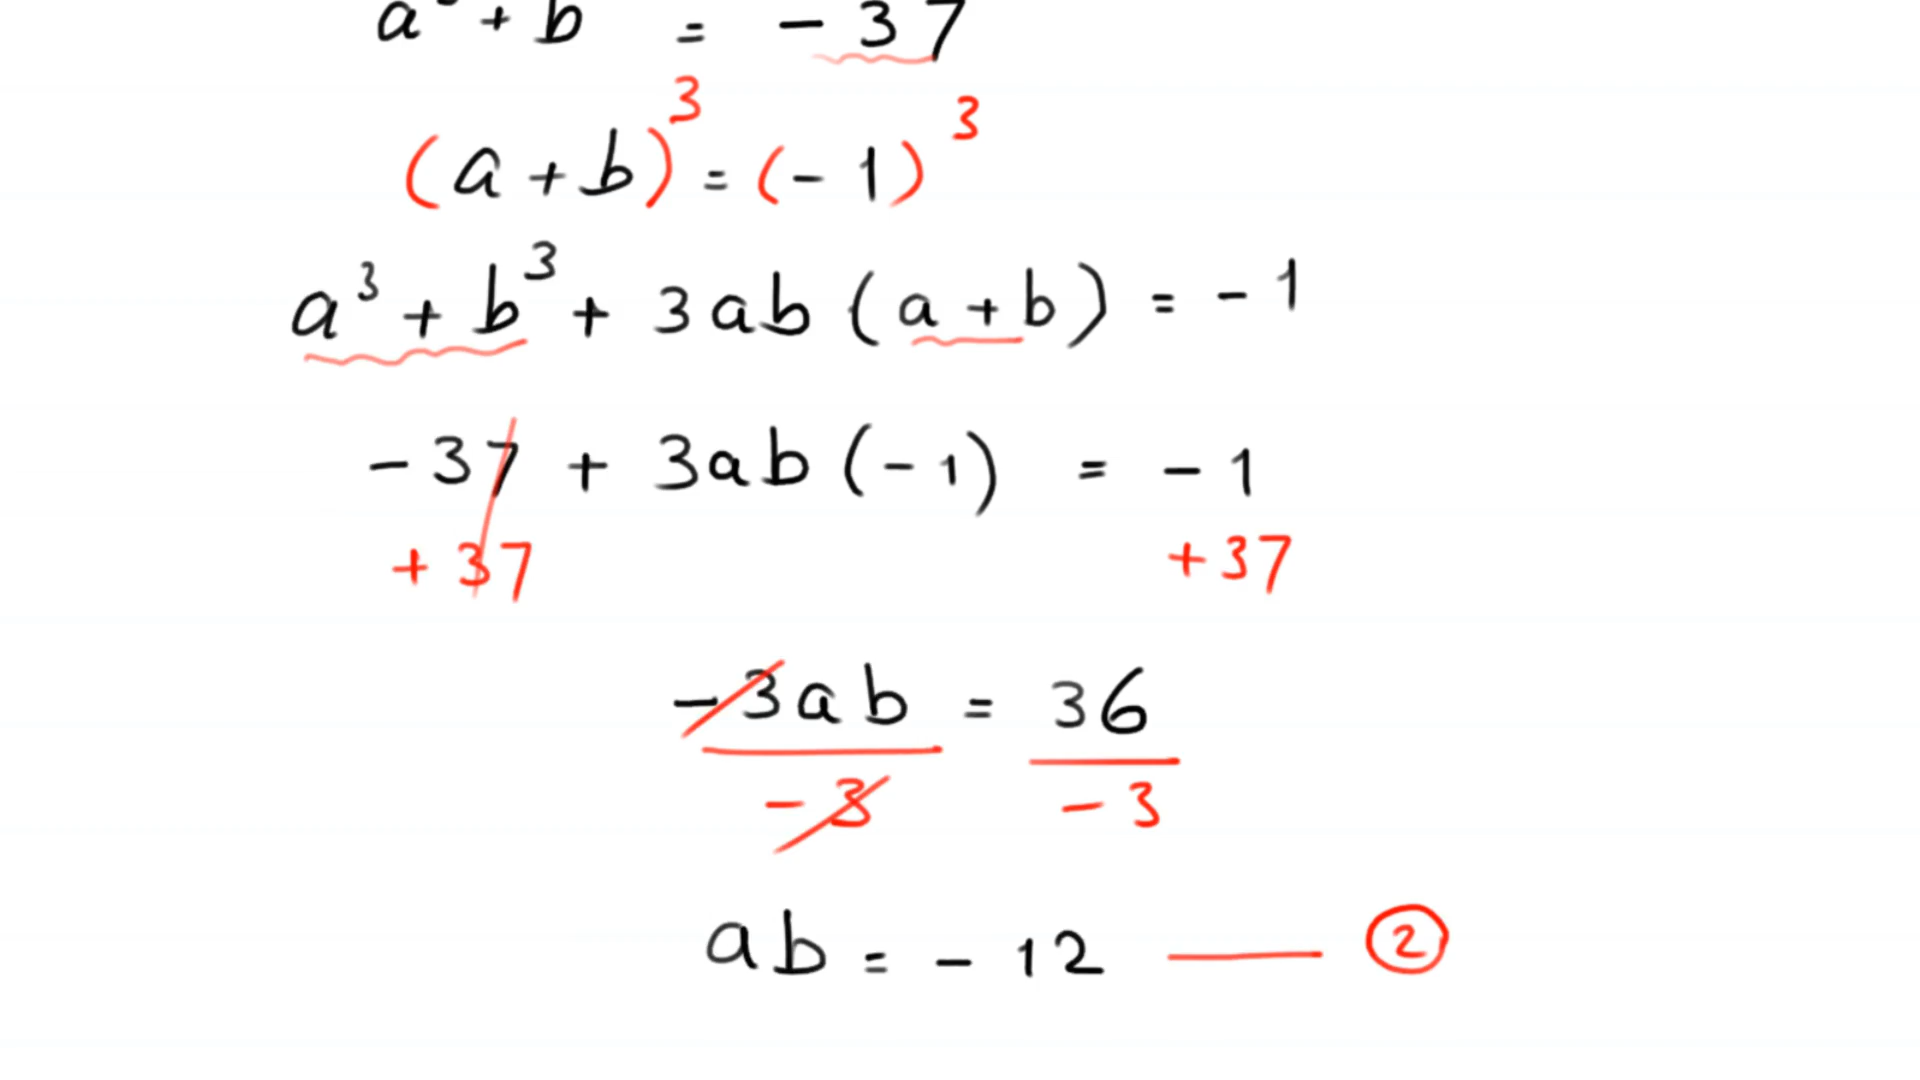 a³ + b = - 37
(a + b)³ = (- 1)³
a³ + b³ + 3ab (a + b) = - 1
- 37 + 3ab (- 1) = - 1
+ 37 + 37
- 3ab = 36
- 3 - 3
ab = - 12 —— ②